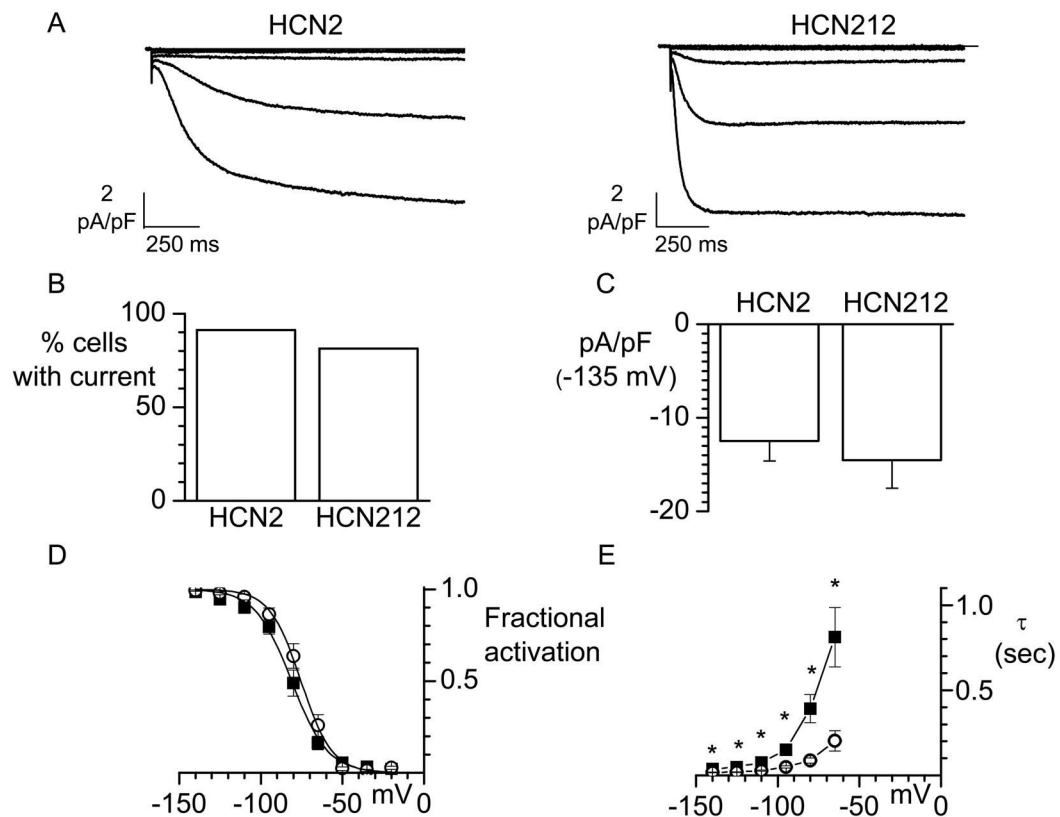 A
HCN2
HCN212
2
pA/pF
250 ms
2
pA/pF
250 ms
B
100
% cells
with current
50
0
HCN2
HCN212
C
HCN2
HCN212
0
pA/pF
(-135 mV)
-10
-20
D
1.0
Fractional
activation
0.5
-150
-100
-50
mV
0
E
* * * * * *
1.0
τ
(sec)
0.5
-150
-100
-50
mV
0